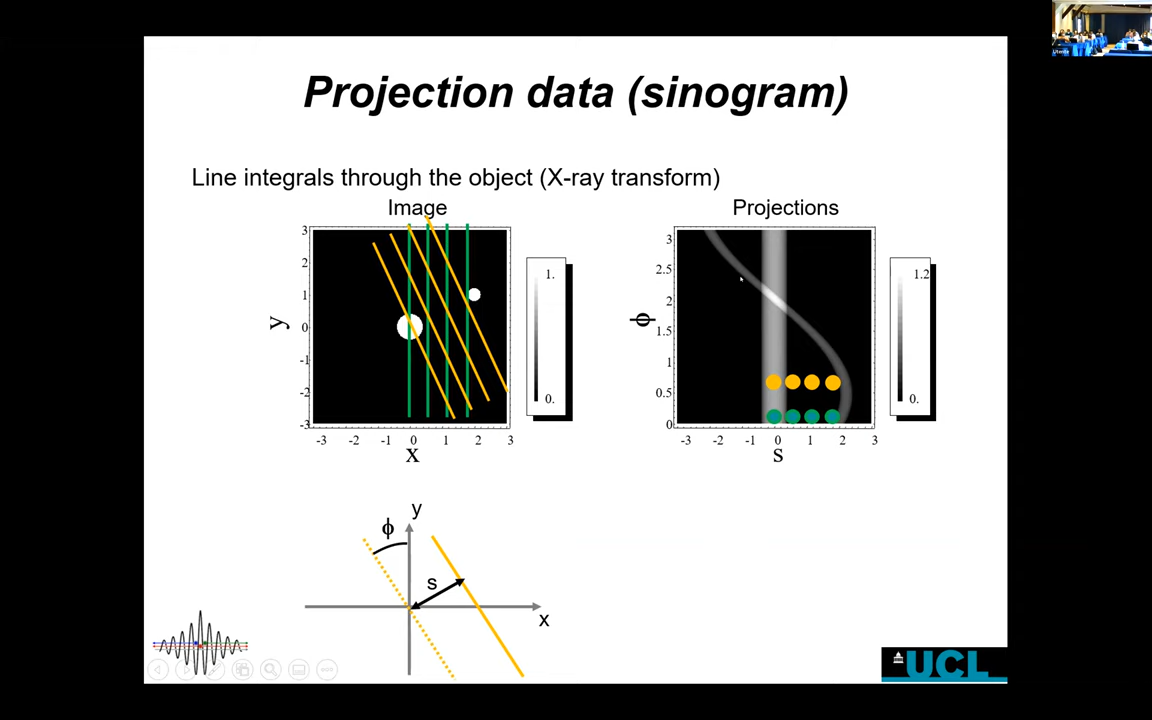 Projection data (sinogram)
Line integrals through the object (X-ray transform)
Image
Projections
3
2
1
0
-1
-2
-3
y
-3 -2 -1 0 1 2 3
x
1.
0.
3
2.5
2
1.5
1
0.5
0
ϕ
-3 -2 -1 0 1 2 3
s
1.2
0.
y
ϕ
s
x
UCL